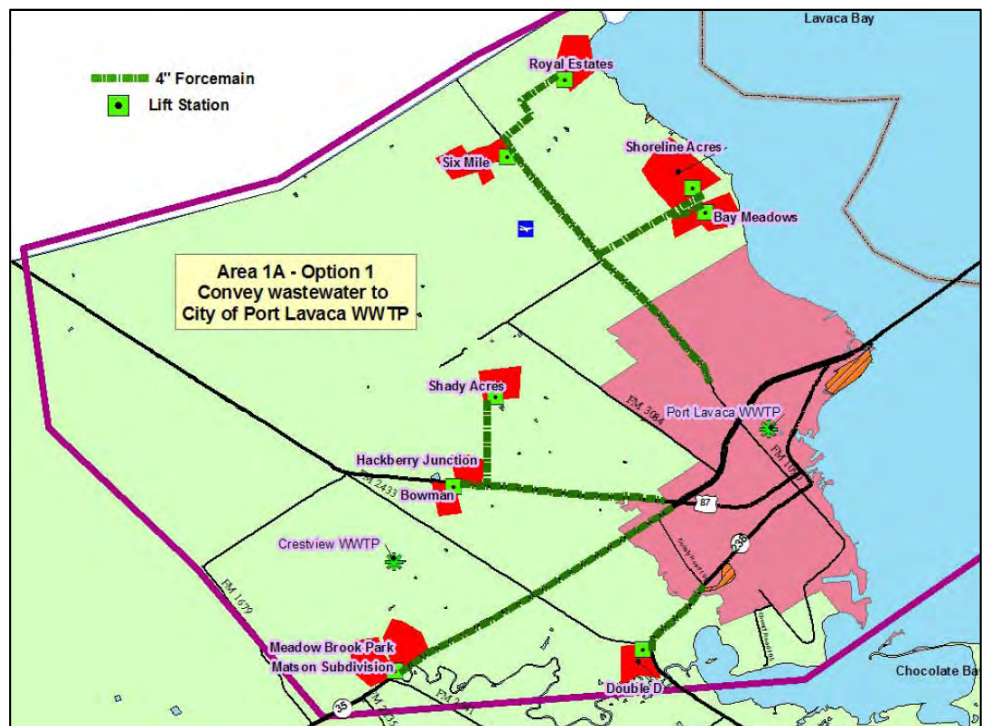 Lavaca Bay
4" Forcemain
Lift Station
Royal Estates
Six Mile
Shoreline Acres
Bay Meadows
Area 1A - Option 1
Convey wastewater to
City of Port Lavaca WWTP
Shady Acres
FM 3084
Port Lavaca WWTP
Hackberry Junction
FM 2433
Bowman
87
Crestview WWTP
238
FM 1679
Meadow Brook Park
Matson Subdivision
Double D
Chocolate Ba
35